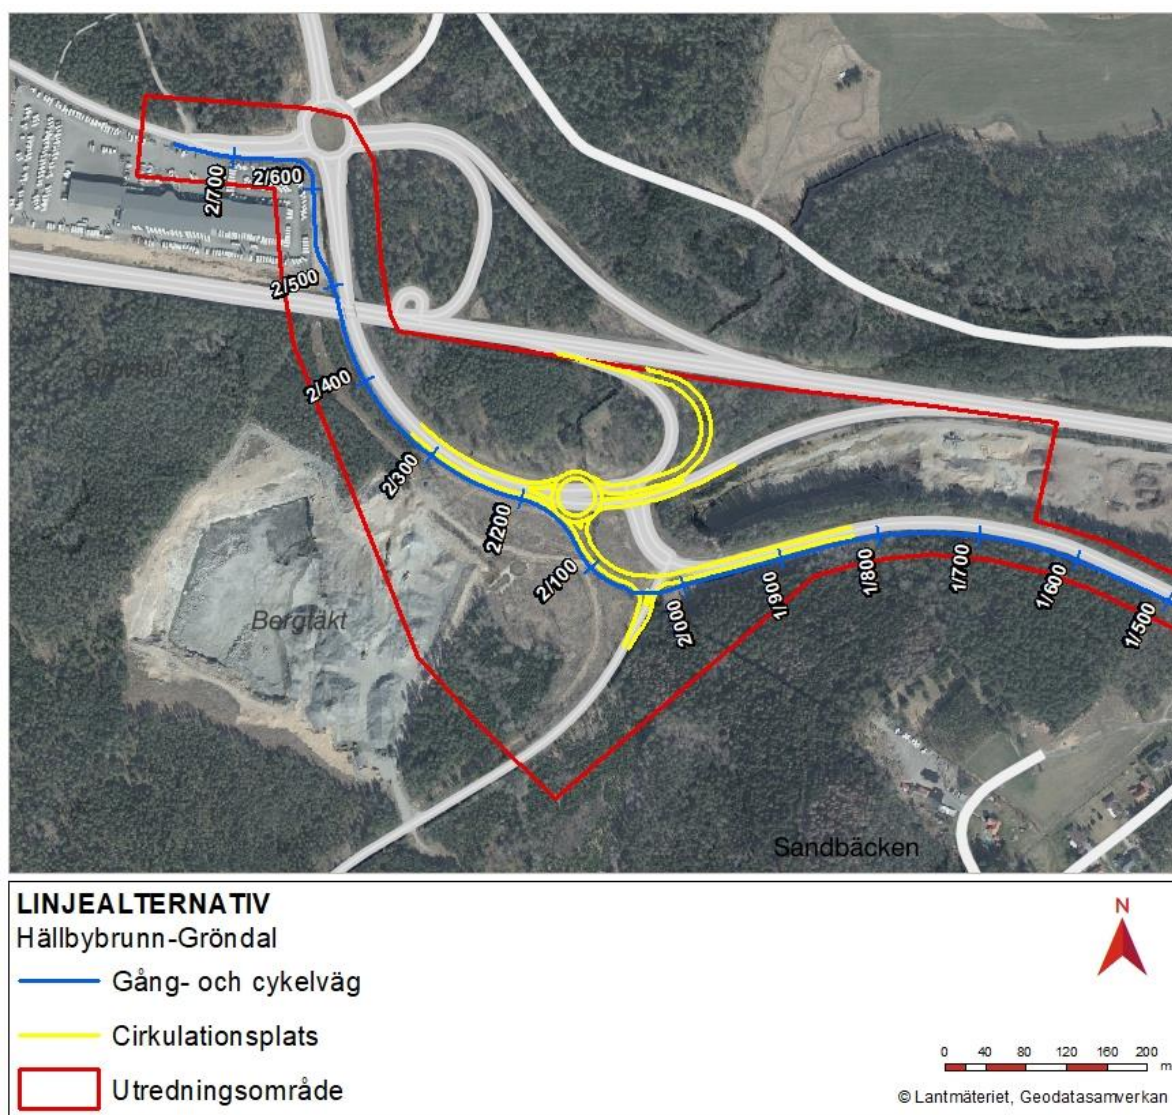 2/700
2/600
2/500
2/400
2/300
2/200
2/100
2/000
1/900
1/800
1/700
1/600
1/500
Bergtäkt
Sandbäcken
LINJEALTERNATIV
Hällbybrunn-Gröndal
Gång- och cykelväg
Cirkulationsplats
Utredningsområde
N
0 40 80 120 160 200
m
© Lantmäteriet, Geodatasamverkan